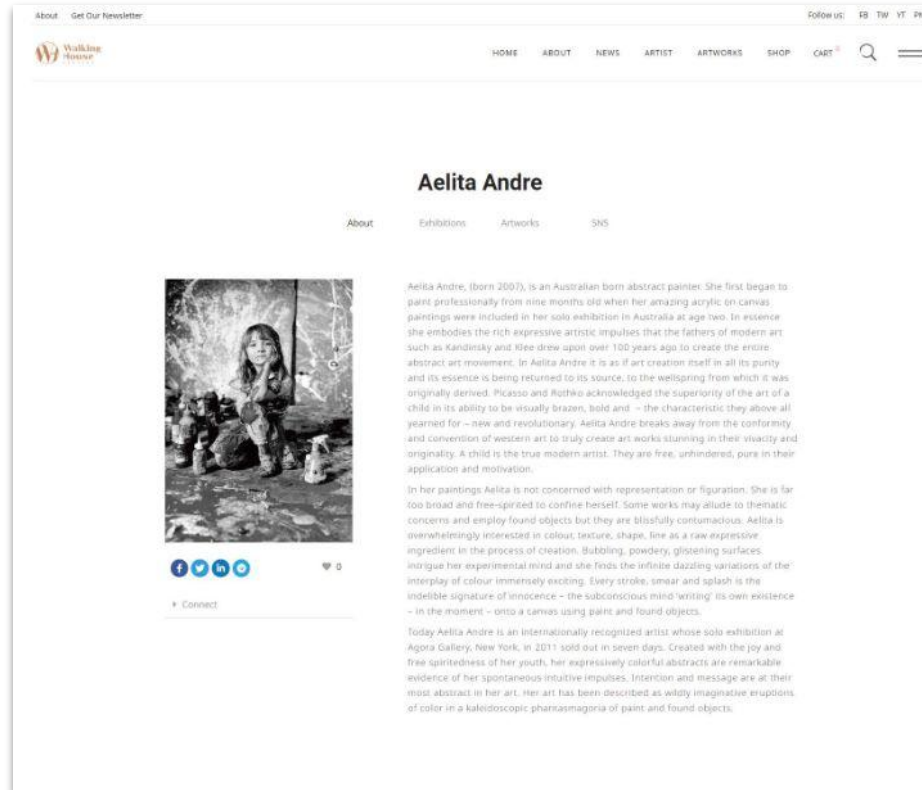 About Get Our Newsletter Follow us: FB TW YT
Walking
House
HOME ABOUT NEWS ARTIST ARTWORKS SHOP CART 0
Aelita Andre
About Exhibitions Artworks SNS
Aelita Andre, (born 2007), is an Australian born abstract painter. She first began to
paint professionally from nine months old when her amazing acrylic on canvas
paintings were included in her solo exhibition in Australia at age two. In essence
she embodies the rich expressive artistic impulses that the fathers of modern art
such as Kandinsky and Klee drew upon over 100 years ago to create the entire
abstract art movement. In Aelita Andre it is as if art creation itself in all its purity
and its essence is being returned to its source, to the wellspring from which it was
originally derived. Picasso and Rothko acknowledged the superiority of the art of a
child in its ability to be visually brazen, bold and – the characteristic they above all
yearned for – new and revolutionary. Aelita Andre breaks away from the conformity
and convention of western art to truly create art works stunning in their vivacity and
originality. A child is the true modern artist. They are free, unhindered, pure in their
application and motivation.
In her paintings Aelita is not concerned with representation or figuration. She is far
too broad and free-spirited to confine herself. Some works may allude to thematic
concerns and employ found objects but they are blissfully contumacious. Aelita is
overwhelmingly interested in colour, texture, shape, line as a raw expressive
ingredient in the process of creation. Bubbling, powdery, glistening surfaces
intrigue her experimental mind and she finds the infinite dazzling variations of the
interplay of colour immensely exciting. Every stroke, smear and splash is the
indelible signature of innocence – the subconscious mind 'writing' its own existence
– in the moment – onto a canvas using paint and found objects.
Today Aelita Andre is an internationally recognized artist whose solo exhibition at
Agora Gallery, New York, in 2011 sold out in seven days. Created with the joy and
free spiritedness of her youth, her expressively colorful abstracts are remarkable
evidence of her spontaneous intuitive impulses. Intention and message are at their
most abstract in her art. Her art has been described as wildly imaginative eruptions
of color in a kaleidoscopic phantasmagoria of paint and found objects.
0
Connect